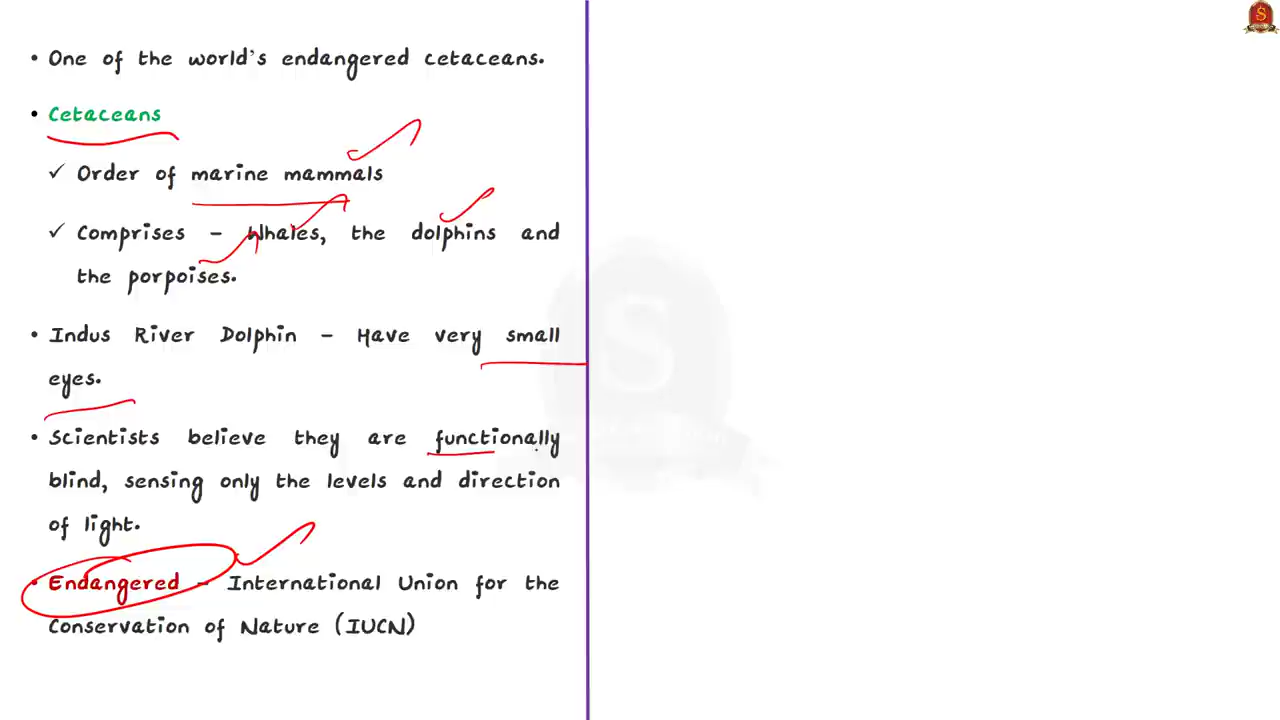 • One of the world's endangered cetaceans.
• Cetaceans
✓ Order of marine mammals
✓ Comprises – Whales, the dolphins and
the porpoises.
• Indus River Dolphin – Have very small
eyes.
• Scientists believe they are functionally
blind, sensing only the levels and direction
of light.
• Endangered – International Union for the
Conservation of Nature (IUCN)
S
S